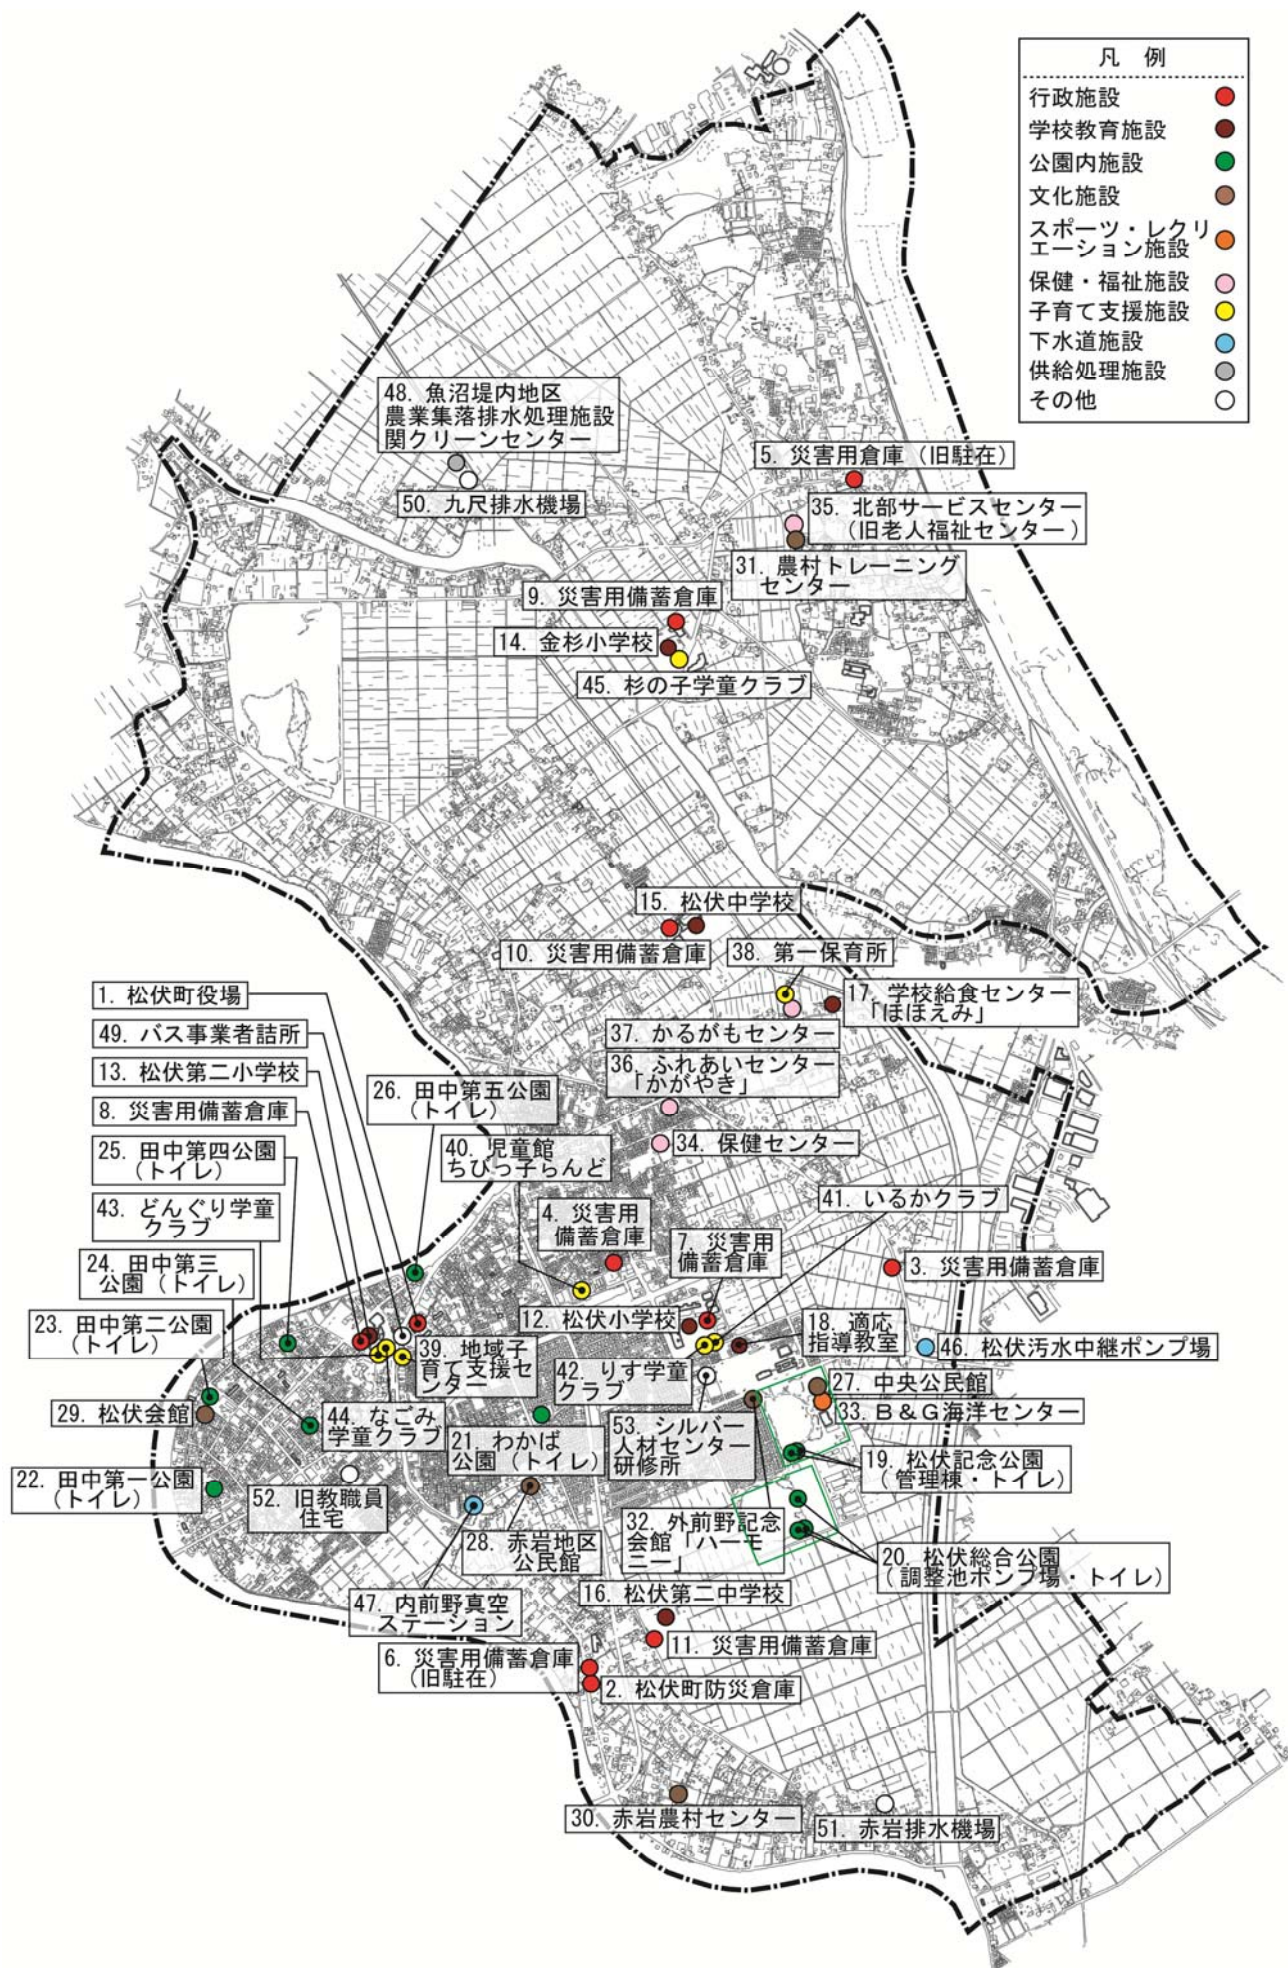 凡 例
行政施設
学校教育施設
公園内施設
文化施設
スポーツ・レクリ
エーション施設
保健・福祉施設
子育て支援施設
下水道施設
供給処理施設
その他
48. 魚沼堤内地区
農業集落排水処理施設
関クリーンセンター
50. 九尺排水機場
5. 災害用倉庫（旧駐在）
35. 北部サービスセンター
（旧老人福祉センター）
31. 農村トレーニング
センター
9. 災害用備蓄倉庫
14. 金杉小学校
45. 杉の子学童クラブ
15. 松伏中学校
10. 災害用備蓄倉庫
38. 第一保育所
17. 学校給食センター
「ほほえみ」
37. かるがもセンター
36. ふれあいセンター
「かがやき」
34. 保健センター
1. 松伏町役場
49. バス事業者詰所
13. 松伏第二小学校
8. 災害用備蓄倉庫
25. 田中第四公園
（トイレ）
43. どんぐり学童
クラブ
24. 田中第三
公園（トイレ）
23. 田中第二公園
（トイレ）
29. 松伏会館
22. 田中第一公園
（トイレ）
26. 田中第五公園
（トイレ）
40. 児童館
ちびっ子らんど
4. 災害用
備蓄倉庫
7. 災害用
備蓄倉庫
41. いるかクラブ
3. 災害用備蓄倉庫
12. 松伏小学校
18. 適応
指導教室
46. 松伏汚水中継ポンプ場
39. 地域子
育て支援セ
ンター
42. りす学童
クラブ
27. 中央公民館
33. B＆G海洋センター
44. なごみ
学童クラブ
21. わかば
公園（トイレ）
53. シルバー
人材センター
研修所
19. 松伏記念公園
（管理棟・トイレ）
52. 旧教職員
住宅
28. 赤岩地区
公民館
32. 外前野記念
会館「ハーモ
ニー」
20. 松伏総合公園
（調整池ポンプ場・トイレ）
47. 内前野真空
ステーション
16. 松伏第二中学校
11. 災害用備蓄倉庫
6. 災害用備蓄倉庫
（旧駐在）
2. 松伏町防災倉庫
30. 赤岩農村センター
51. 赤岩排水機場